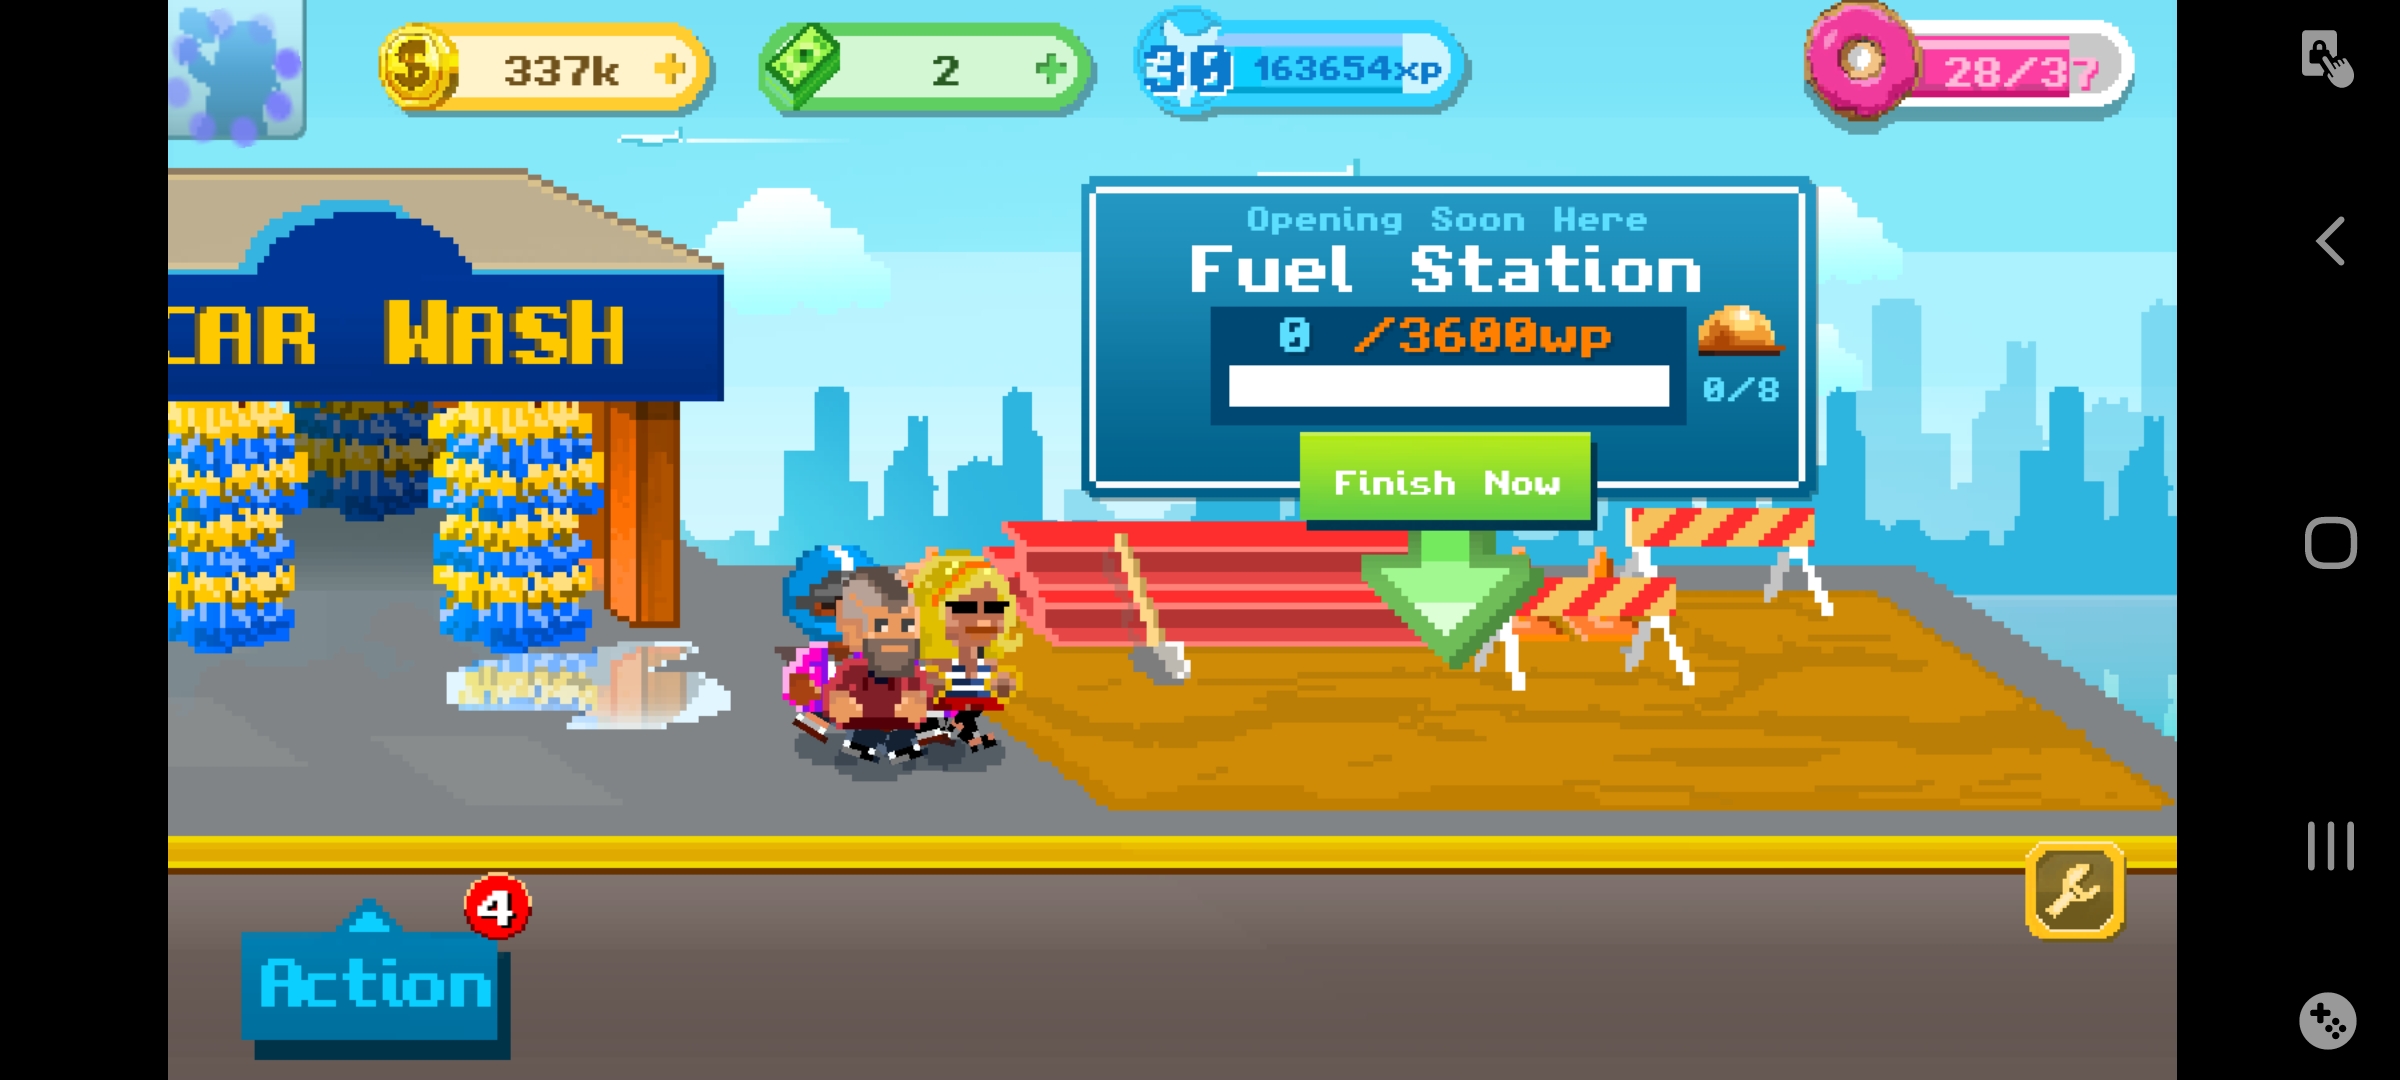 337k
2
30
163654xp
28/37
Opening Soon Here
Fuel Station
CAR WASH
0 /3600wp
0/8
Finish Now
4
Action